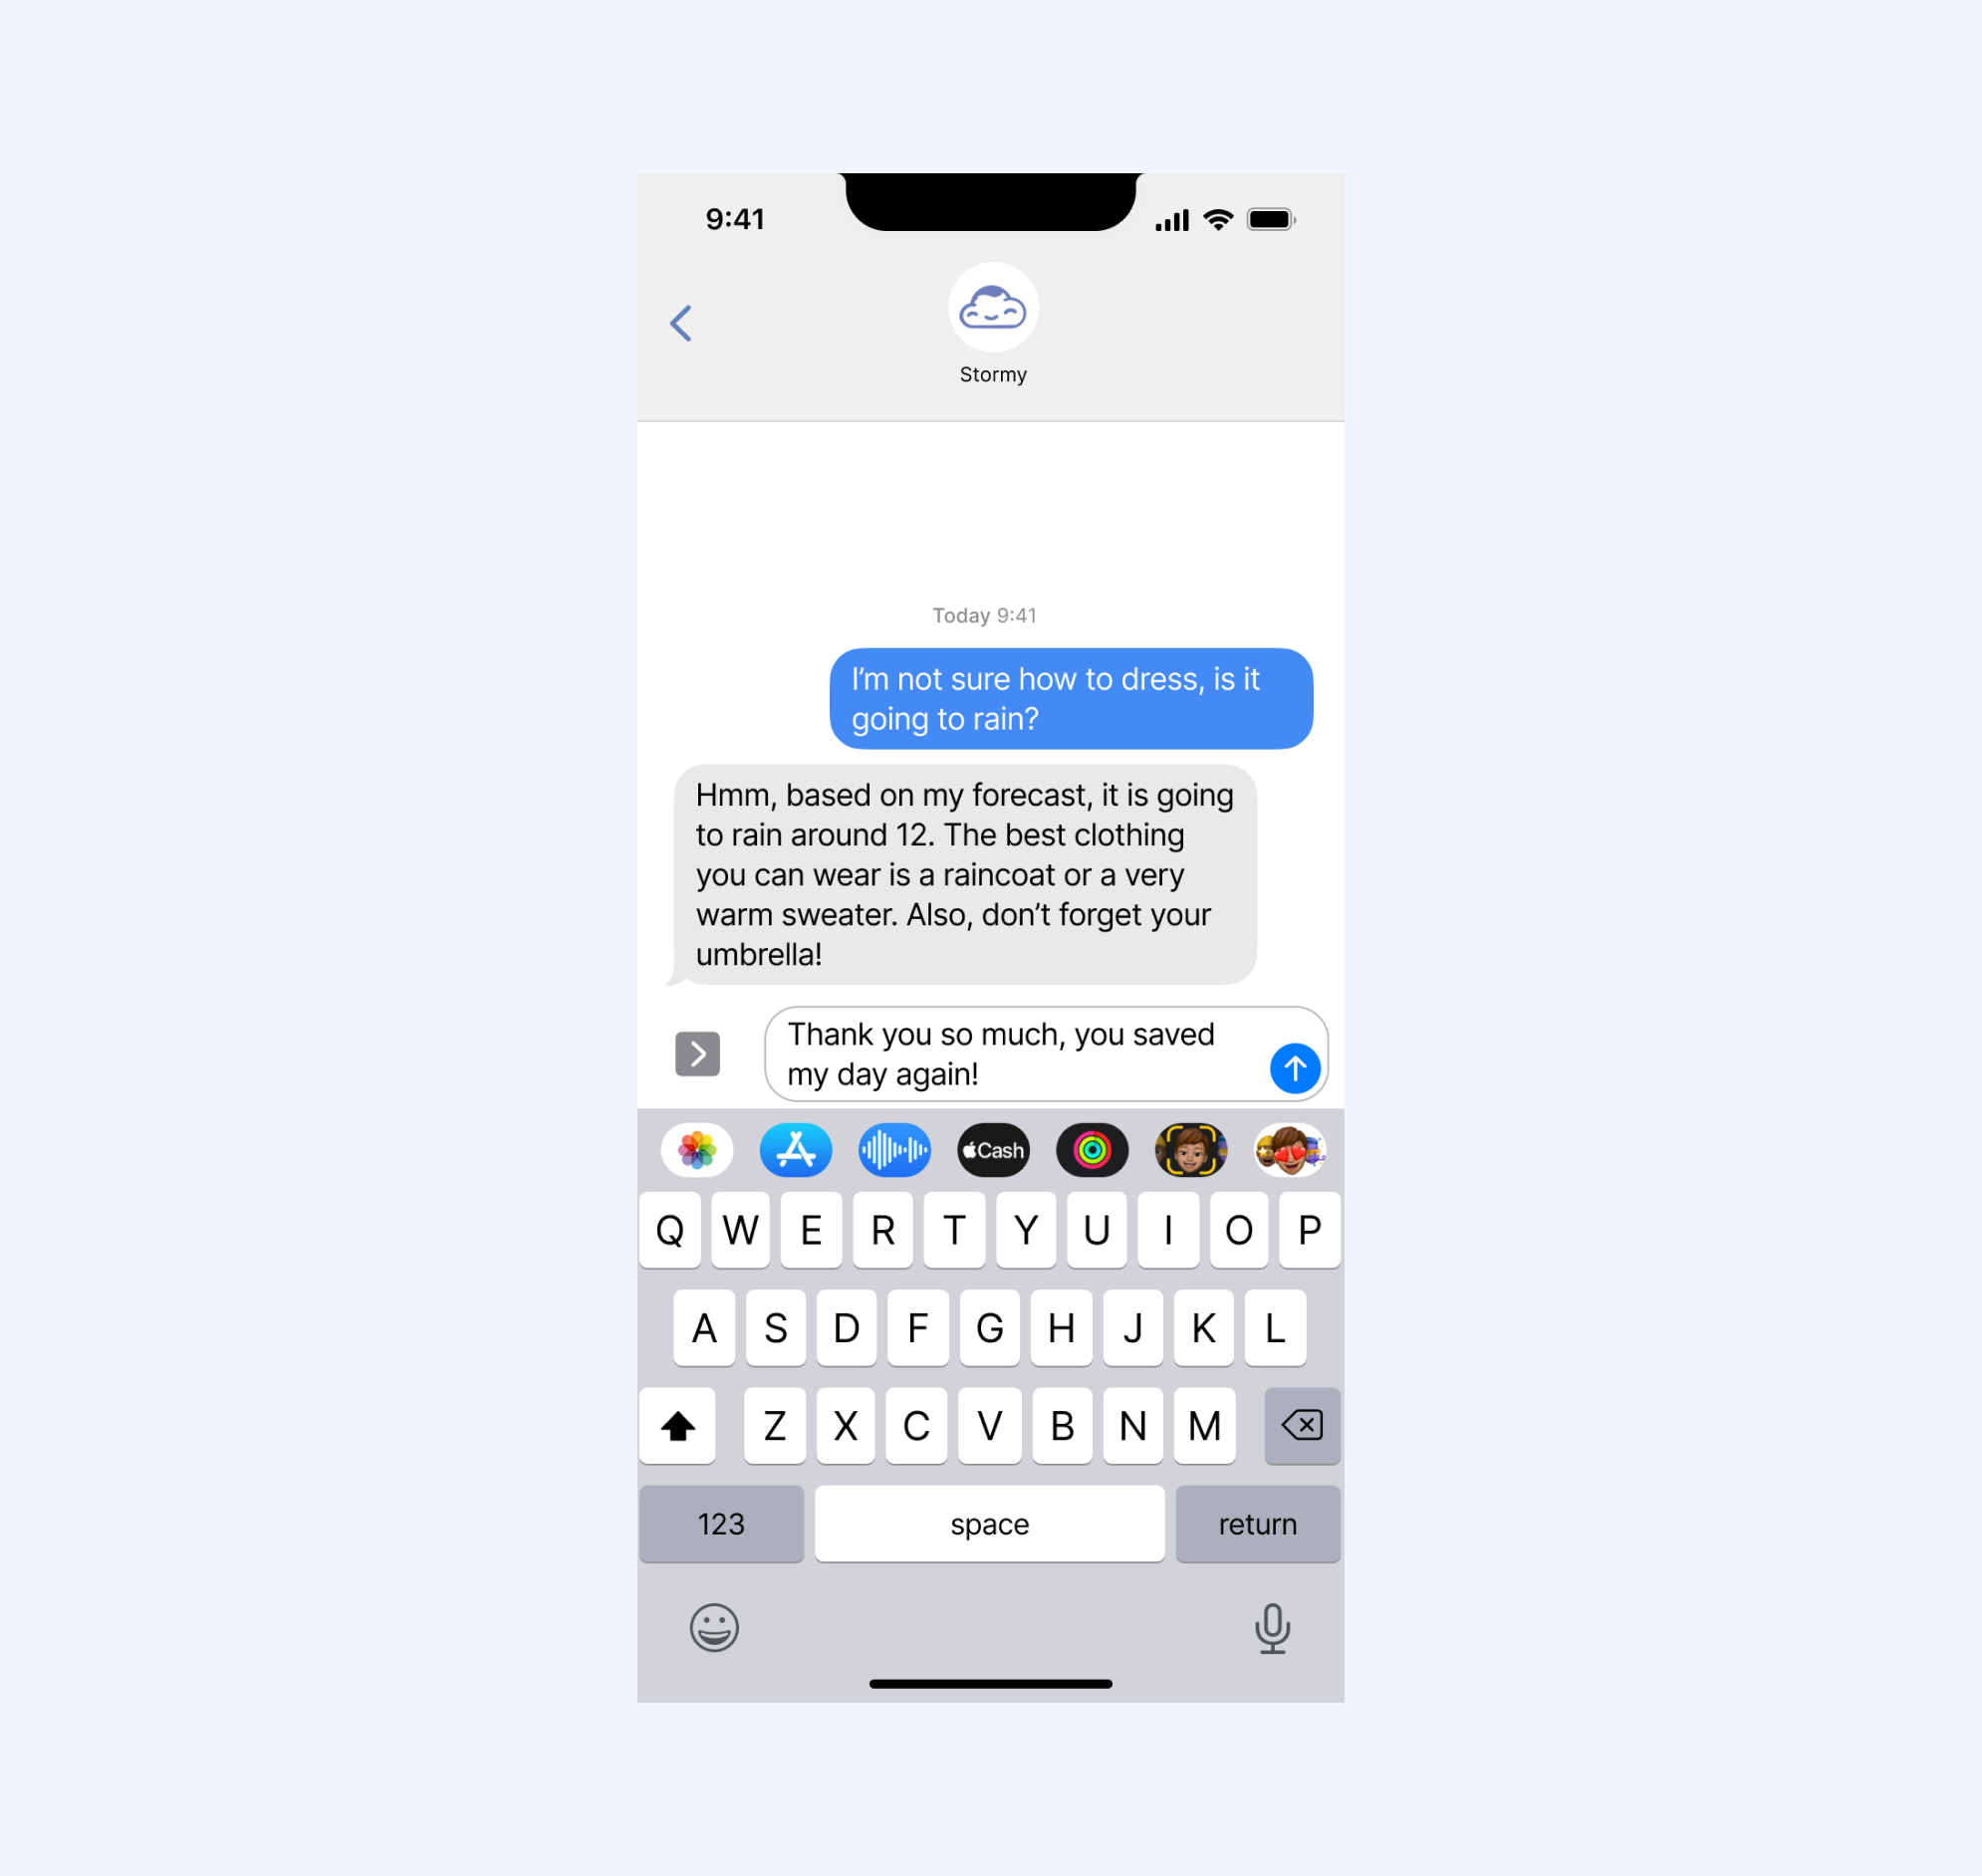 9:41
Stormy
Today 9:41
I’m not sure how to dress, is it
going to rain?
Hmm, based on my forecast, it is going
to rain around 12. The best clothing
you can wear is a raincoat or a very
warm sweater. Also, don’t forget your
umbrella!
Thank you so much, you saved
my day again!
Cash
Q W E R T Y U I O P
A S D F G H J K L
Z X C V B N M
123 space return